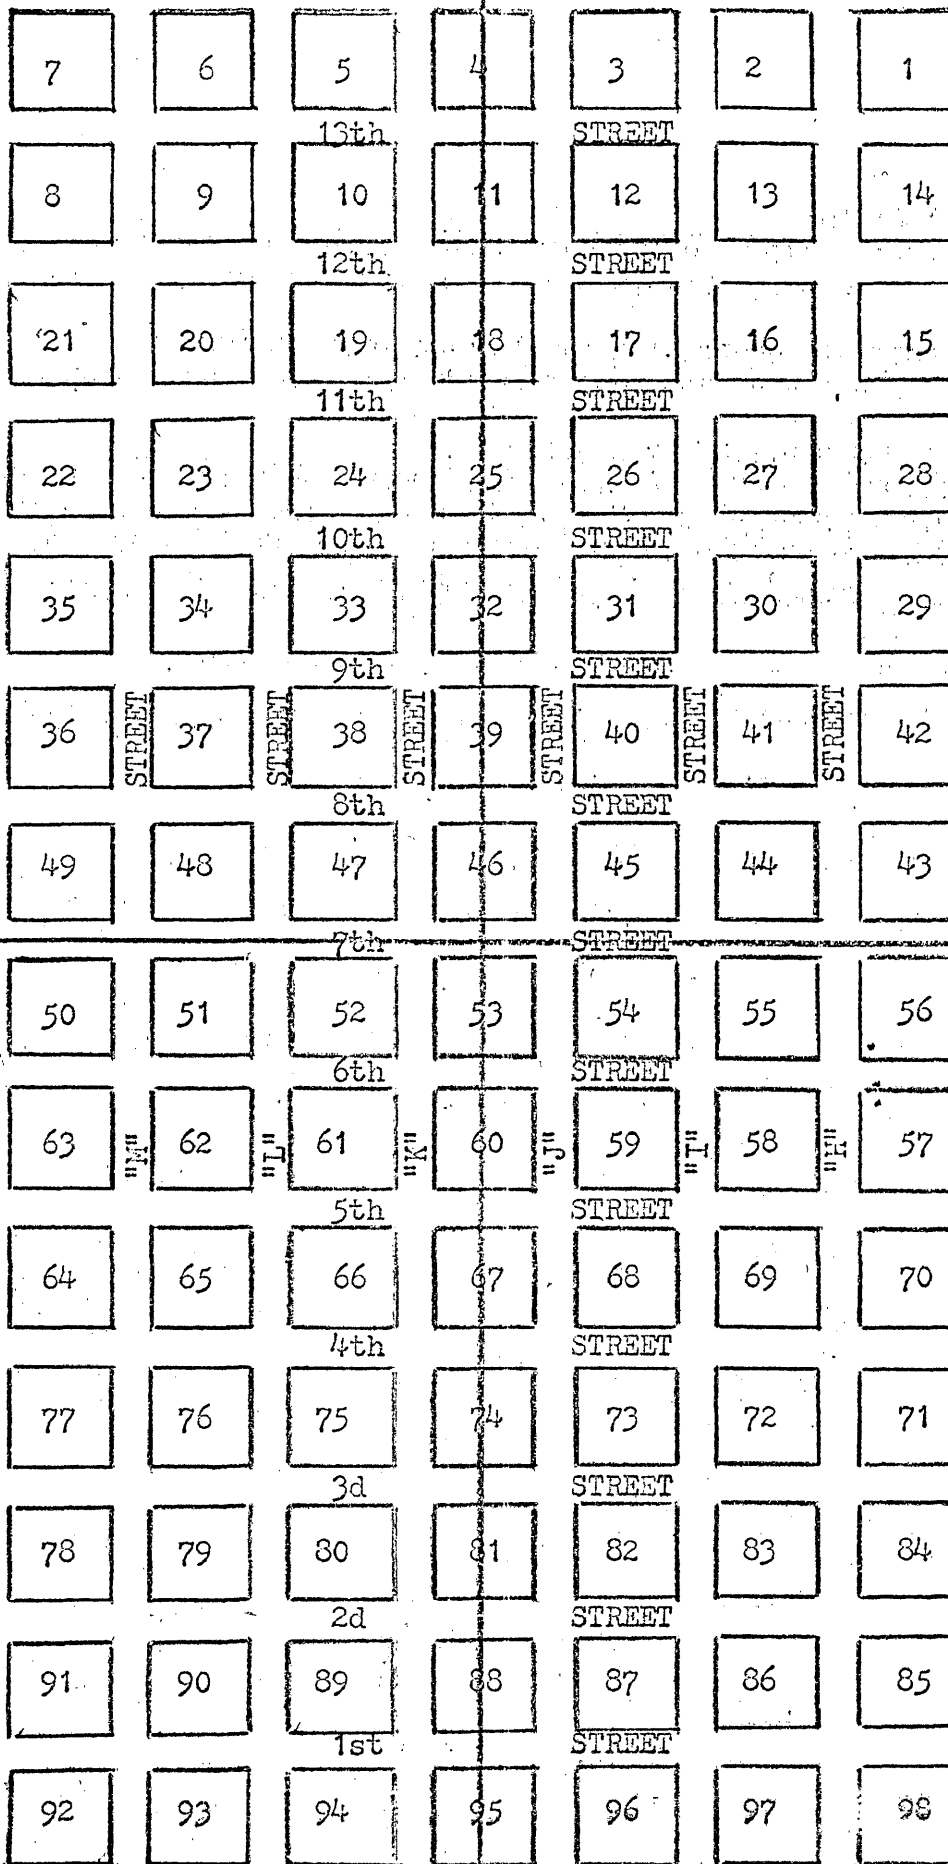 7 6 5 4 3 2 1
13th STREET
8 9 10 11 12 13 14
12th STREET
21 20 19 18 17 16 15
11th STREET
22 23 24 25 26 27 28
10th STREET
35 34 33 32 31 30 29
9th STREET
36 STREET 37 STREET 38 STREET 39 STREET 40 STREET 41 STREET 42
8th STREET
49 48 47 46 45 44 43
7th STREET
50 51 52 53 54 55 56
6th STREET
63 "M" 62 "L" 61 "K" 60 "J" 59 "I" 58 "H" 57
5th STREET
64 65 66 67 68 69 70
4th STREET
77 76 75 74 73 72 71
3d STREET
78 79 80 81 82 83 84
2d STREET
91 90 89 88 87 86 85
1st STREET
92 93 94 95 96 97 98